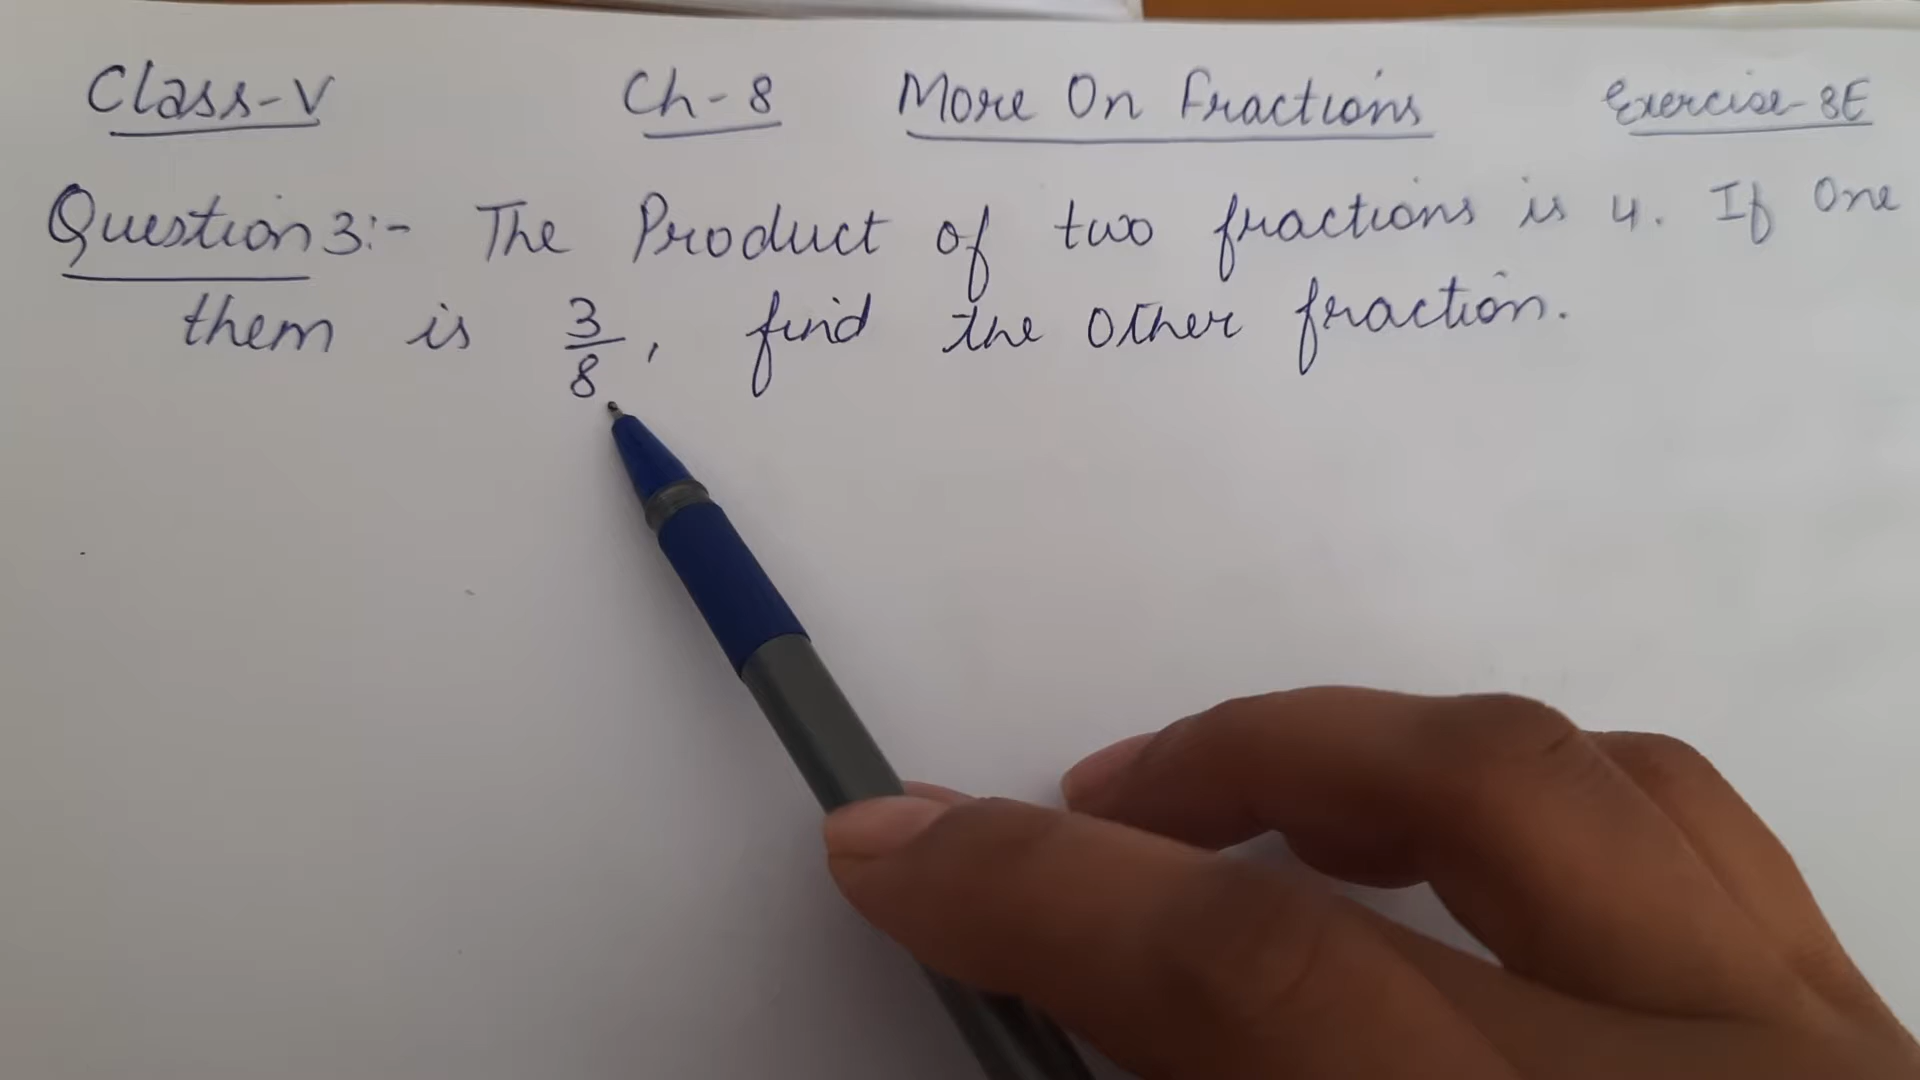 Class-V Ch-8 More On Fractions Exercise-8E
Question 3:- The Product of two fractions is 4. If One
them is 3/8, find the Other fraction.